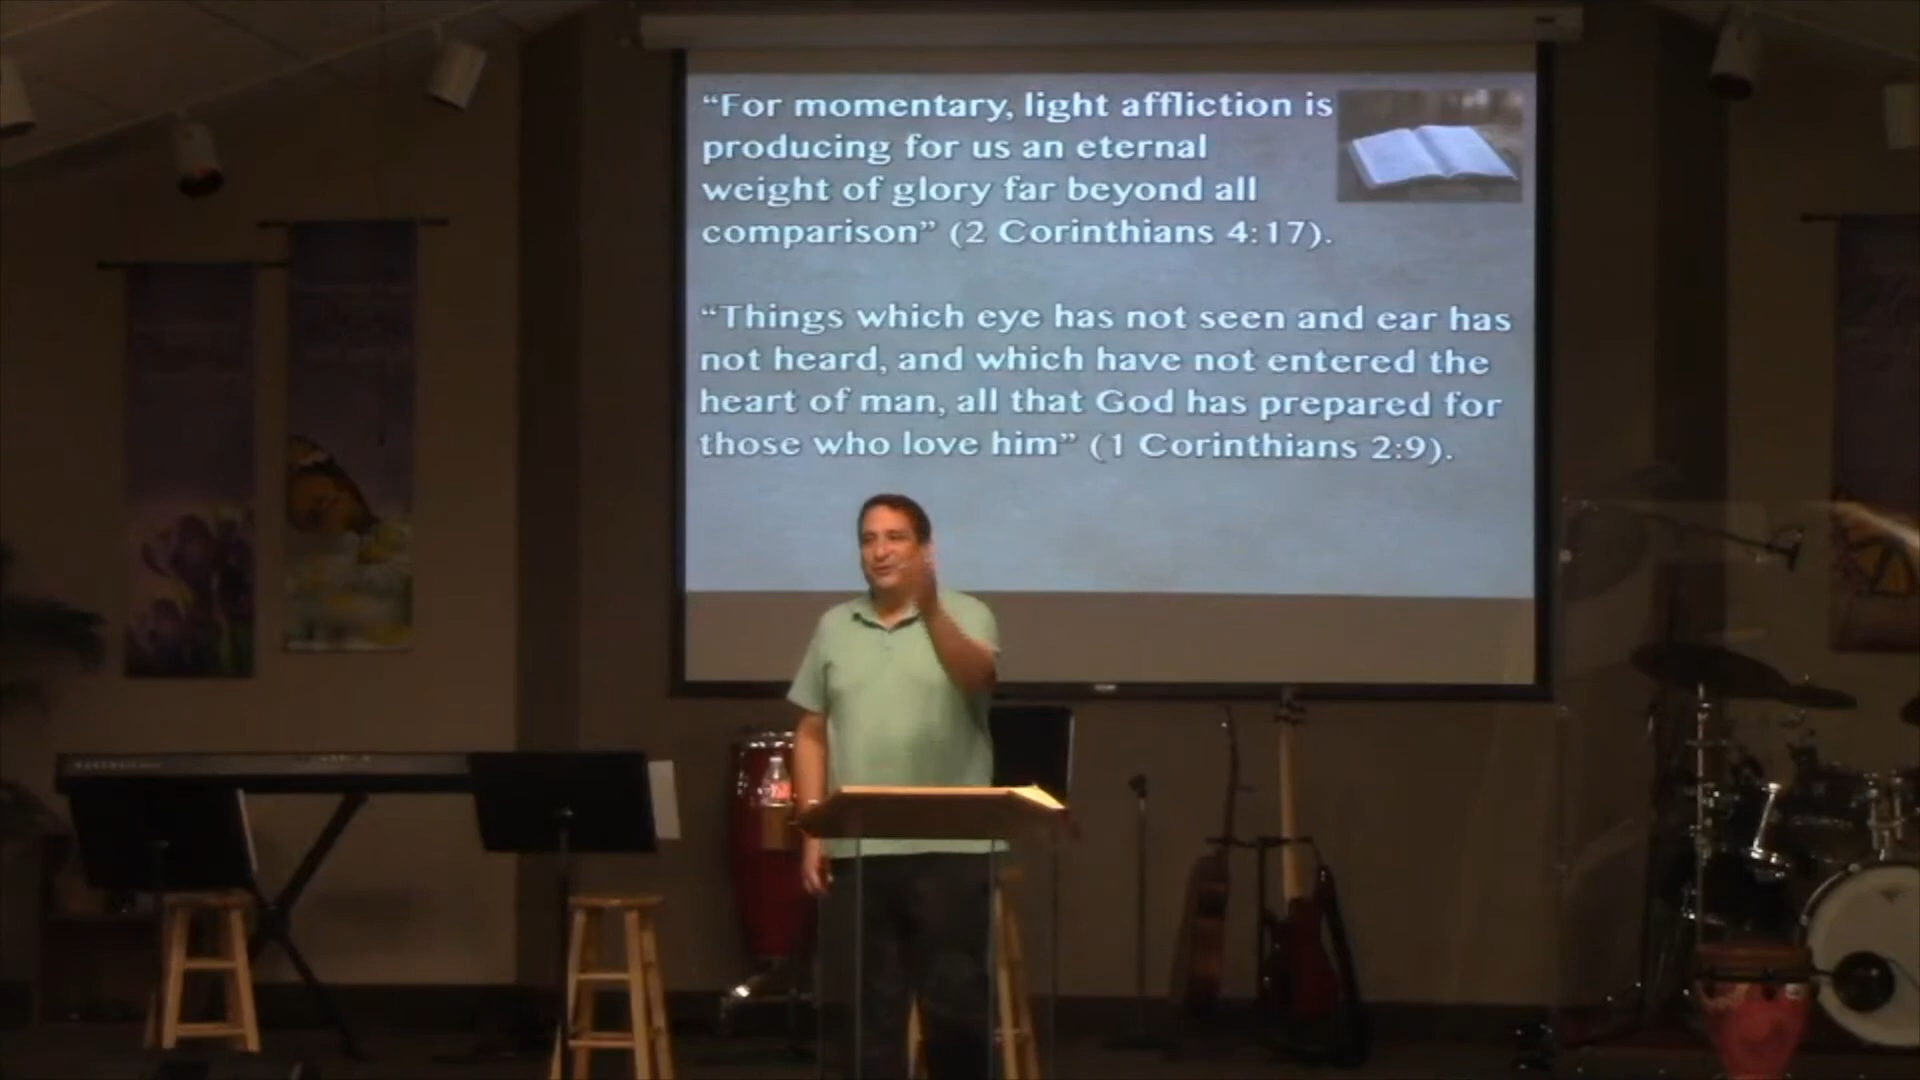 “For momentary, light affliction is
producing for us an eternal
weight of glory far beyond all
comparison” (2 Corinthians 4:17).
“Things which eye has not seen and ear has
not heard, and which have not entered the
heart of man, all that God has prepared for
those who love him” (1 Corinthians 2:9).